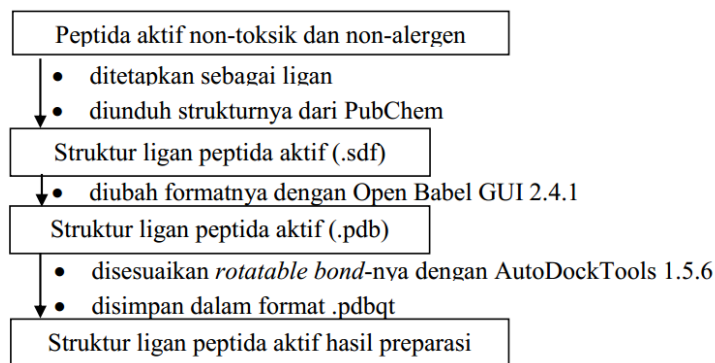 Peptida aktif non-toksik dan non-alergen
• ditetapkan sebagai ligan
• diunduh strukturnya dari PubChem
Struktur ligan peptida aktif (.sdf)
• diubah formatnya dengan Open Babel GUI 2.4.1
Struktur ligan peptida aktif (.pdb)
• disesuaikan rotatable bond-nya dengan AutoDockTools 1.5.6
• disimpan dalam format .pdbqt
Struktur ligan peptida aktif hasil preparasi